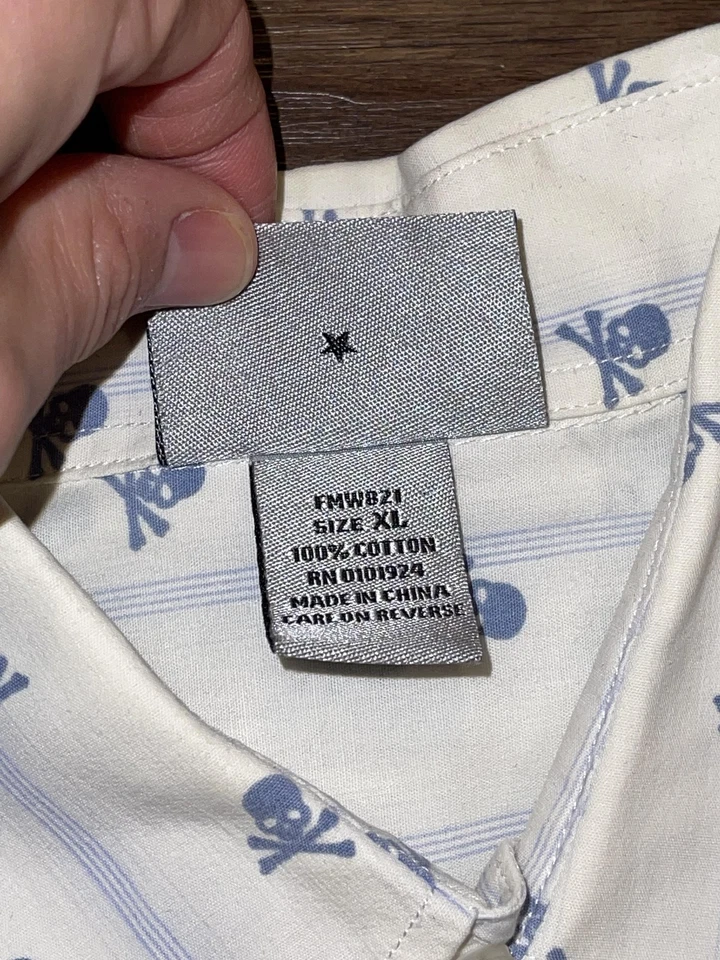 FMW821
SIZE XL
100% COTTON
RN 0101924
MADE IN CHINA
CARE ON REVERSE